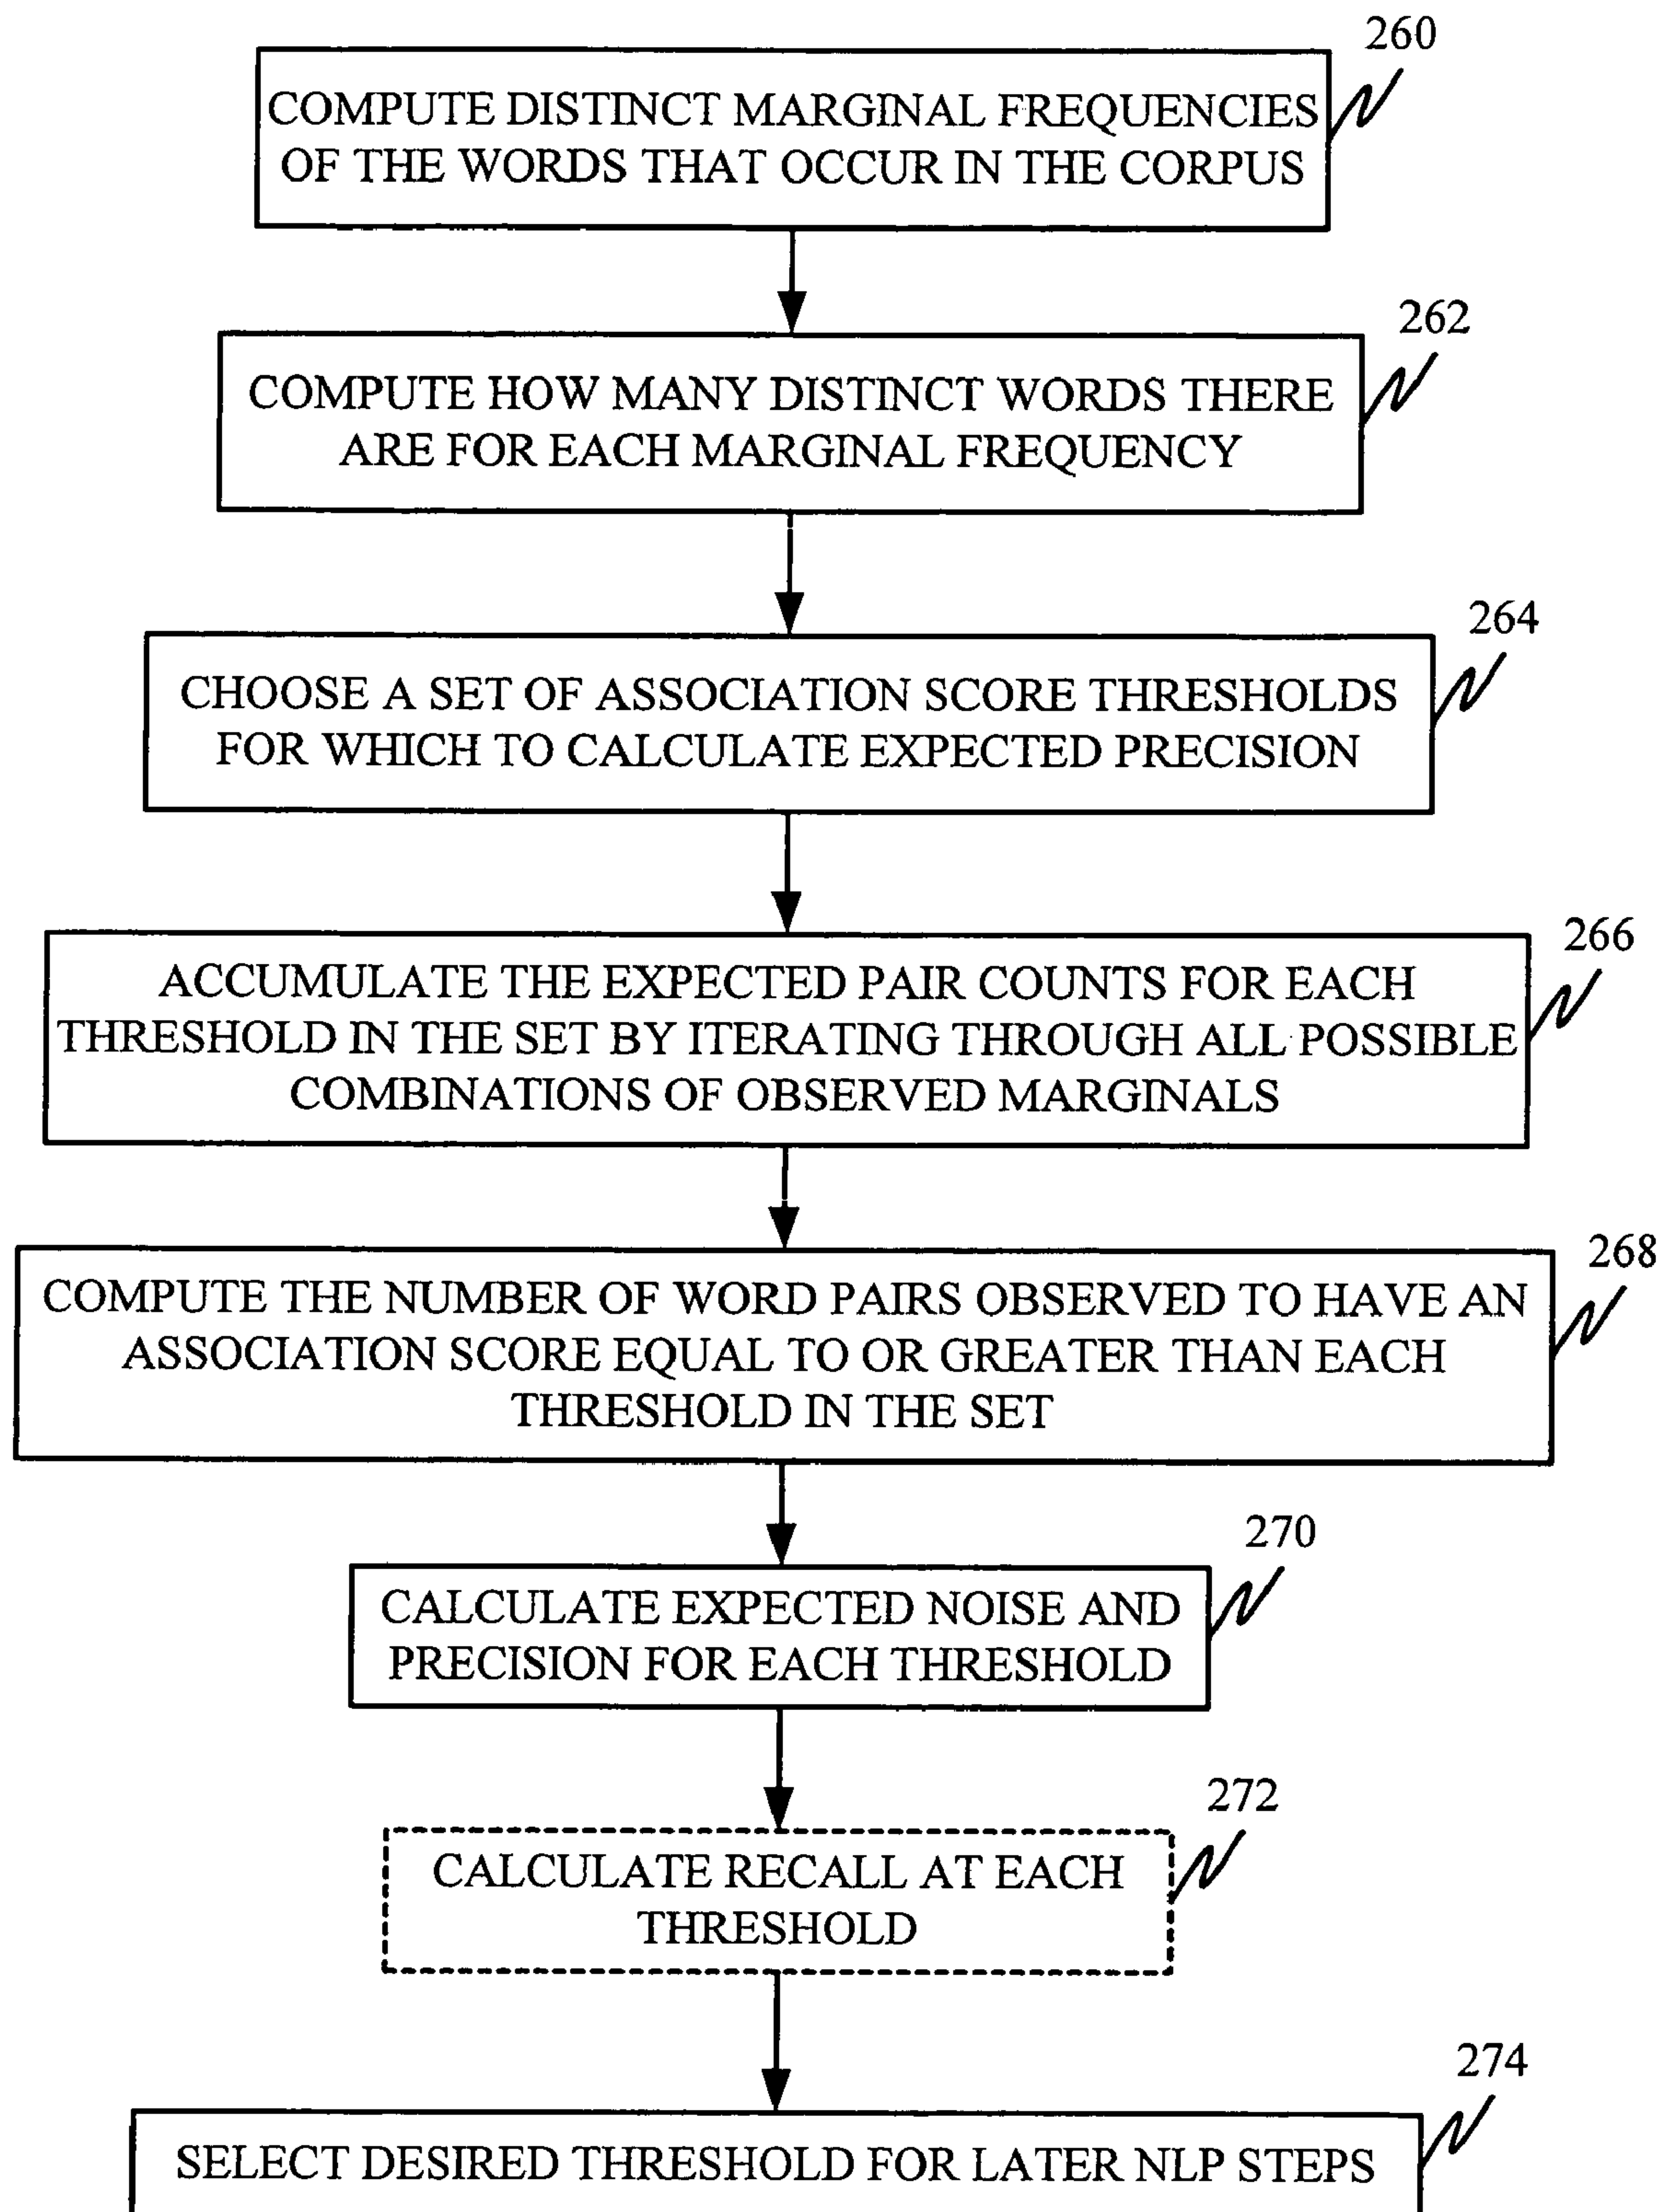 260
COMPUTE DISTINCT MARGINAL FREQUENCIES
OF THE WORDS THAT OCCUR IN THE CORPUS
262
COMPUTE HOW MANY DISTINCT WORDS THERE
ARE FOR EACH MARGINAL FREQUENCY
264
CHOOSE A SET OF ASSOCIATION SCORE THRESHOLDS
FOR WHICH TO CALCULATE EXPECTED PRECISION
266
ACCUMULATE THE EXPECTED PAIR COUNTS FOR EACH
THRESHOLD IN THE SET BY ITERATING THROUGH ALL POSSIBLE
COMBINATIONS OF OBSERVED MARGINALS
268
COMPUTE THE NUMBER OF WORD PAIRS OBSERVED TO HAVE AN
ASSOCIATION SCORE EQUAL TO OR GREATER THAN EACH
THRESHOLD IN THE SET
270
CALCULATE EXPECTED NOISE AND
PRECISION FOR EACH THRESHOLD
272
CALCULATE RECALL AT EACH
THRESHOLD
274
SELECT DESIRED THRESHOLD FOR LATER NLP STEPS